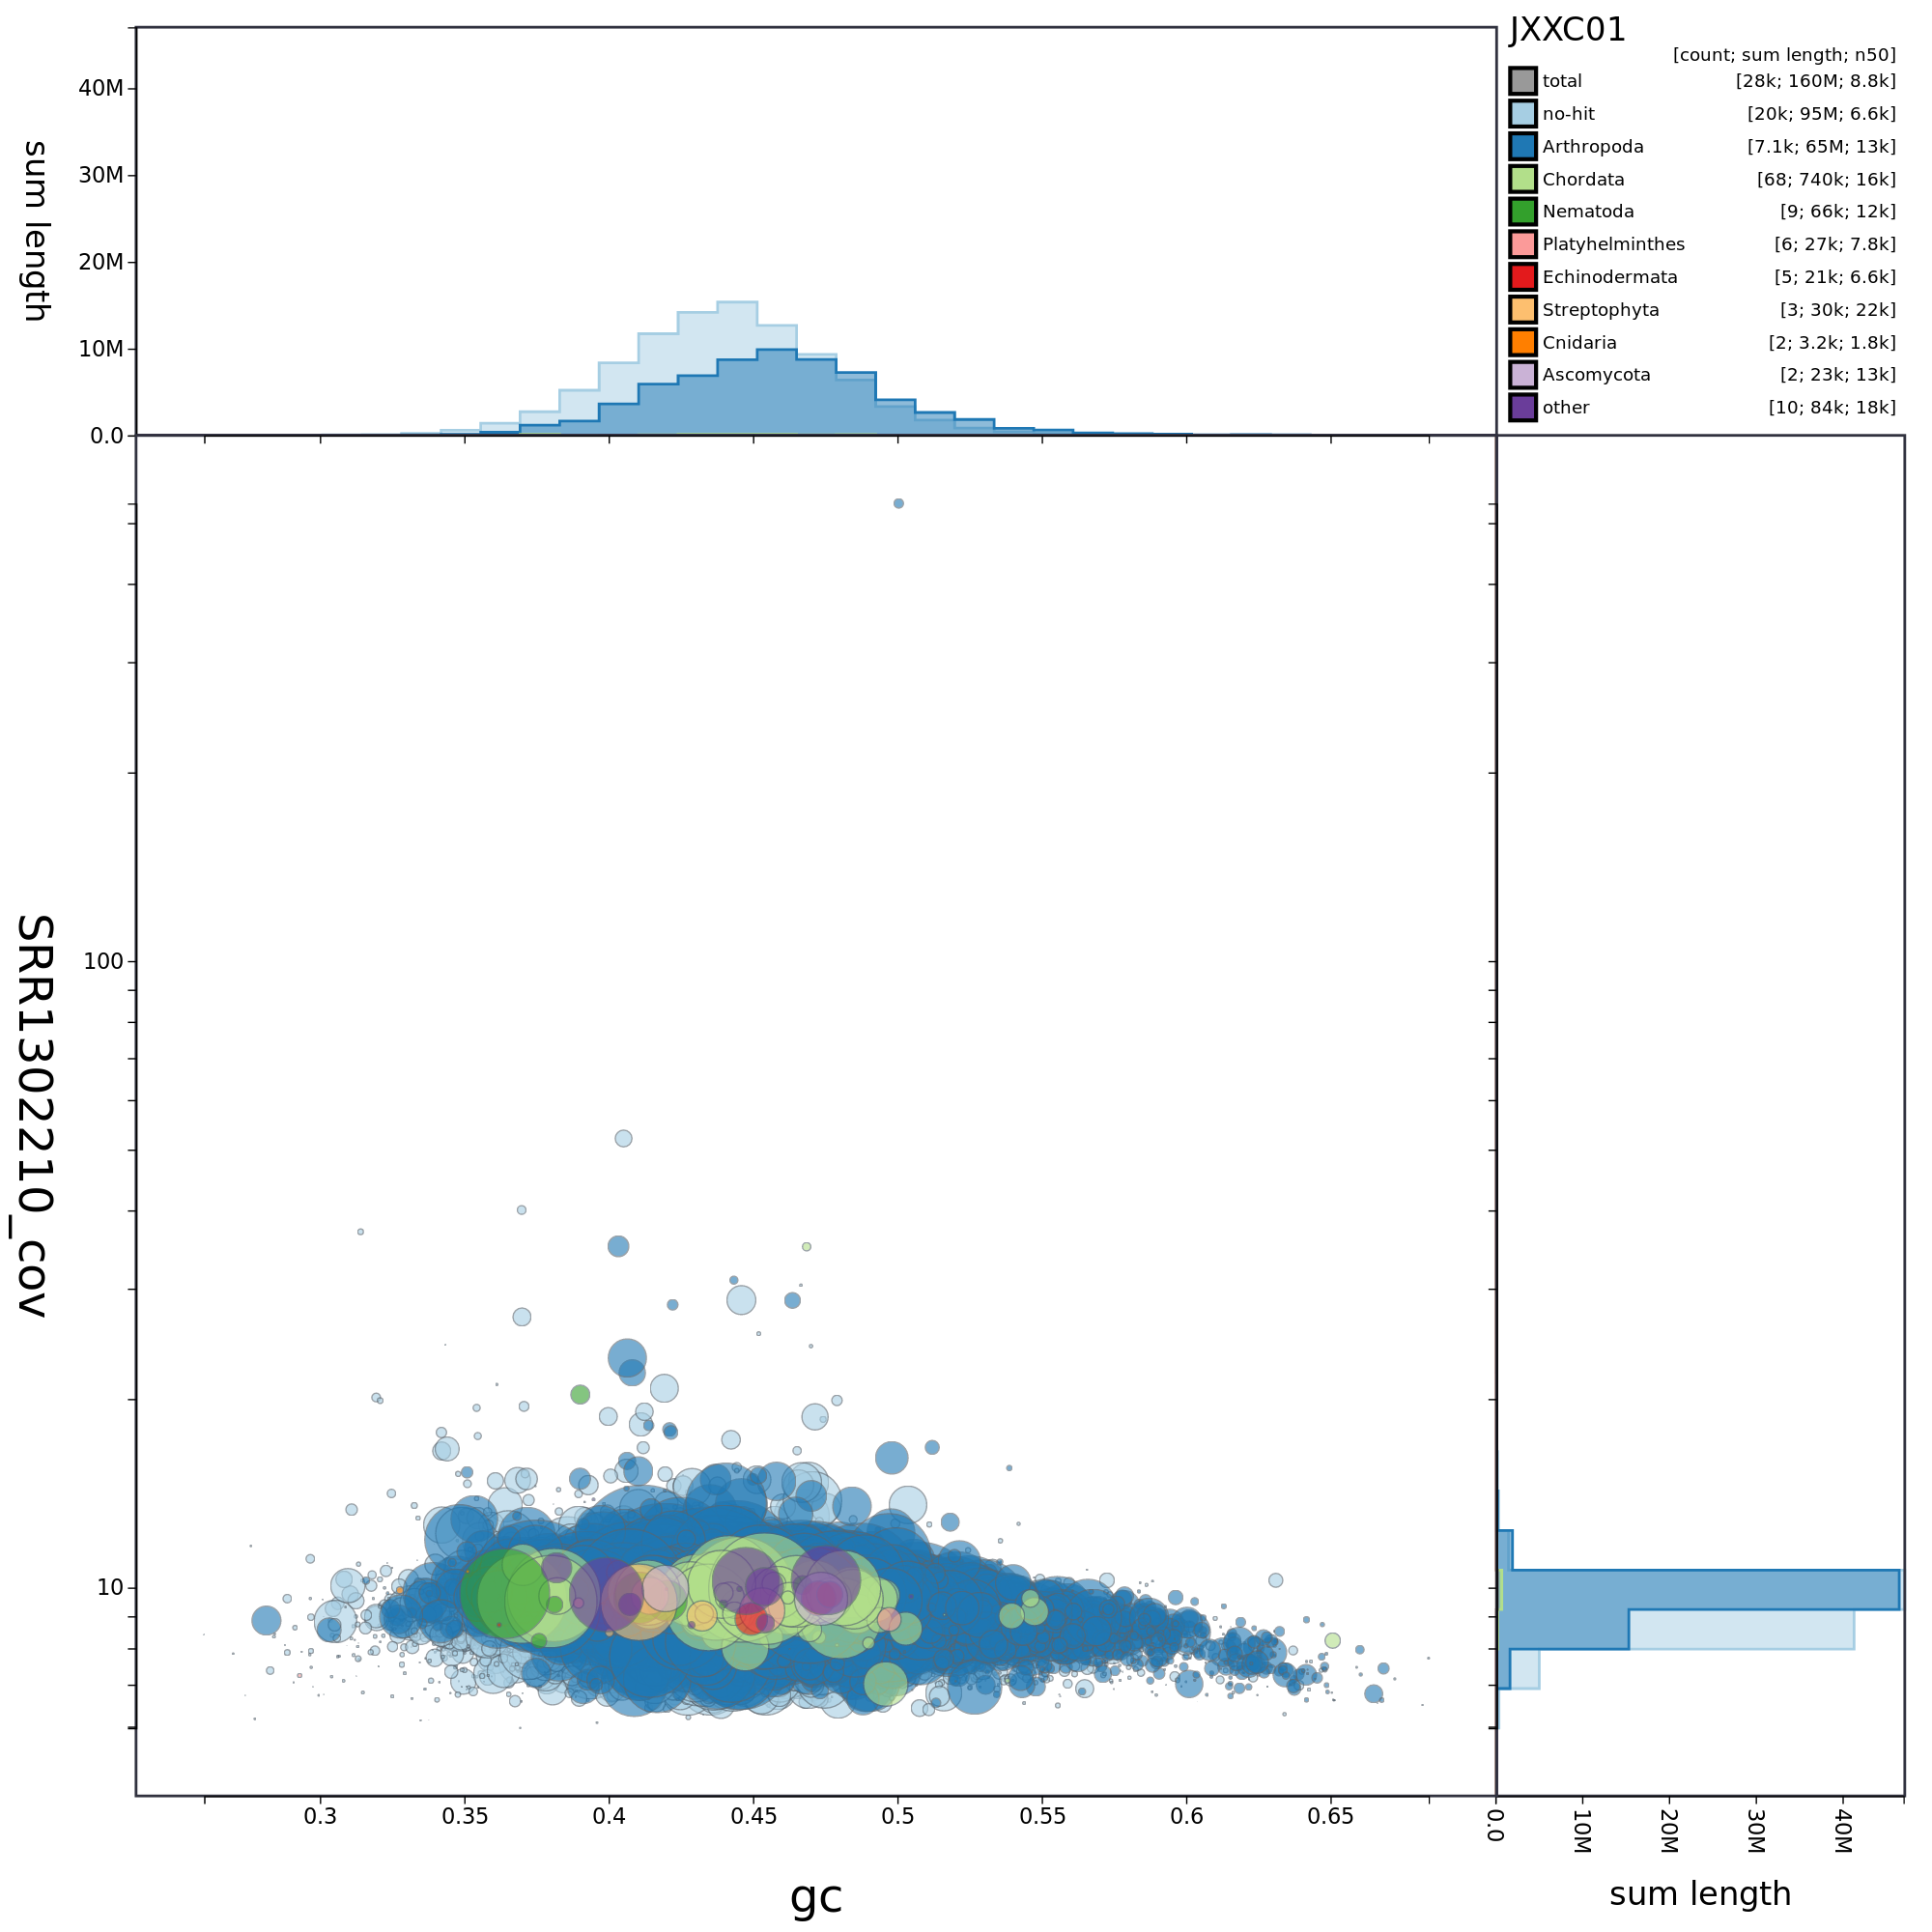 JXXC01
[count; sum length; n50]
total [28k; 160M; 8.8k]
no-hit [20k; 95M; 6.6k]
Arthropoda [7.1k; 65M; 13k]
Chordata [68; 740k; 16k]
Nematoda [9; 66k; 12k]
Platyhelminthes [6; 27k; 7.8k]
Echinodermata [5; 21k; 6.6k]
Streptophyta [3; 30k; 22k]
Cnidaria [2; 3.2k; 1.8k]
Ascomycota [2; 23k; 13k]
other [10; 84k; 18k]
sum length
40M
30M
20M
10M
0.0
SRR1302210_cov
100
10
0.3 0.35 0.4 0.45 0.5 0.55 0.6 0.65
gc
0.0 10M 20M 30M 40M
sum length